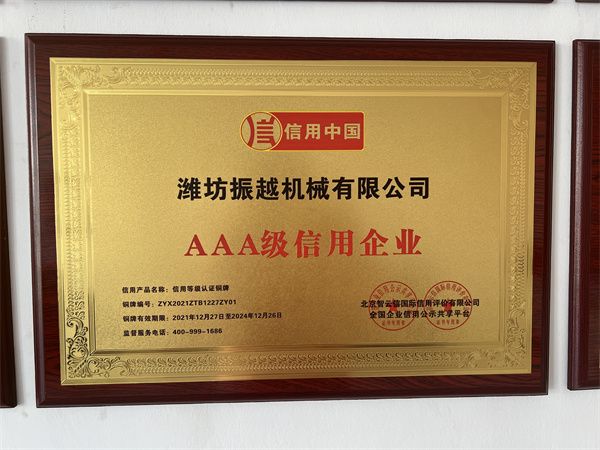 信用中国
潍坊振越机械有限公司
AAA级信用企业
信用产品名称：信用等级认证铜牌
铜牌编号：ZYX2021ZTB1227ZY01
铜牌有效期限：2021年12月27日至2024年12月26日
监督服务电话：400-999-1686
北京智云信国际信用评价有限公司
全国企业信用公示共享平台